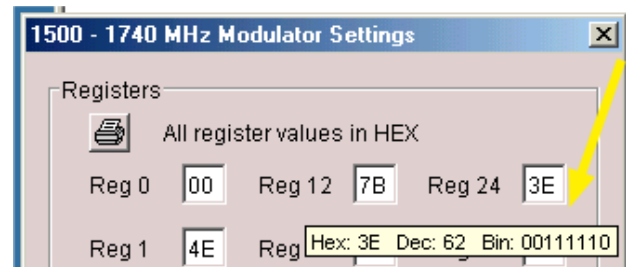 1500 - 1740 MHz Modulator Settings
Registers
All register values in HEX
Reg 0 00 Reg 12 7B Reg 24 3E
Reg 1 4E Reg Hex: 3E Dec: 62 Bin: 00111110